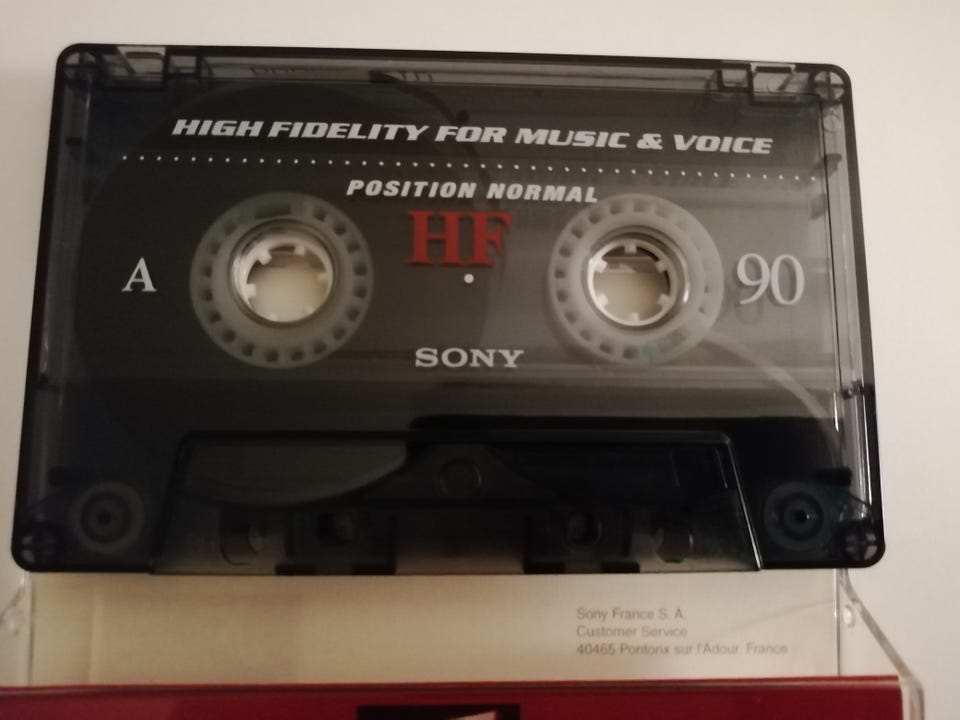 HIGH FIDELITY FOR MUSIC & VOICE
POSITION NORMAL
HF
A
90
SONY
Sony France S. A.
Customer Service
40465 Pontonx sur l'Adour, France